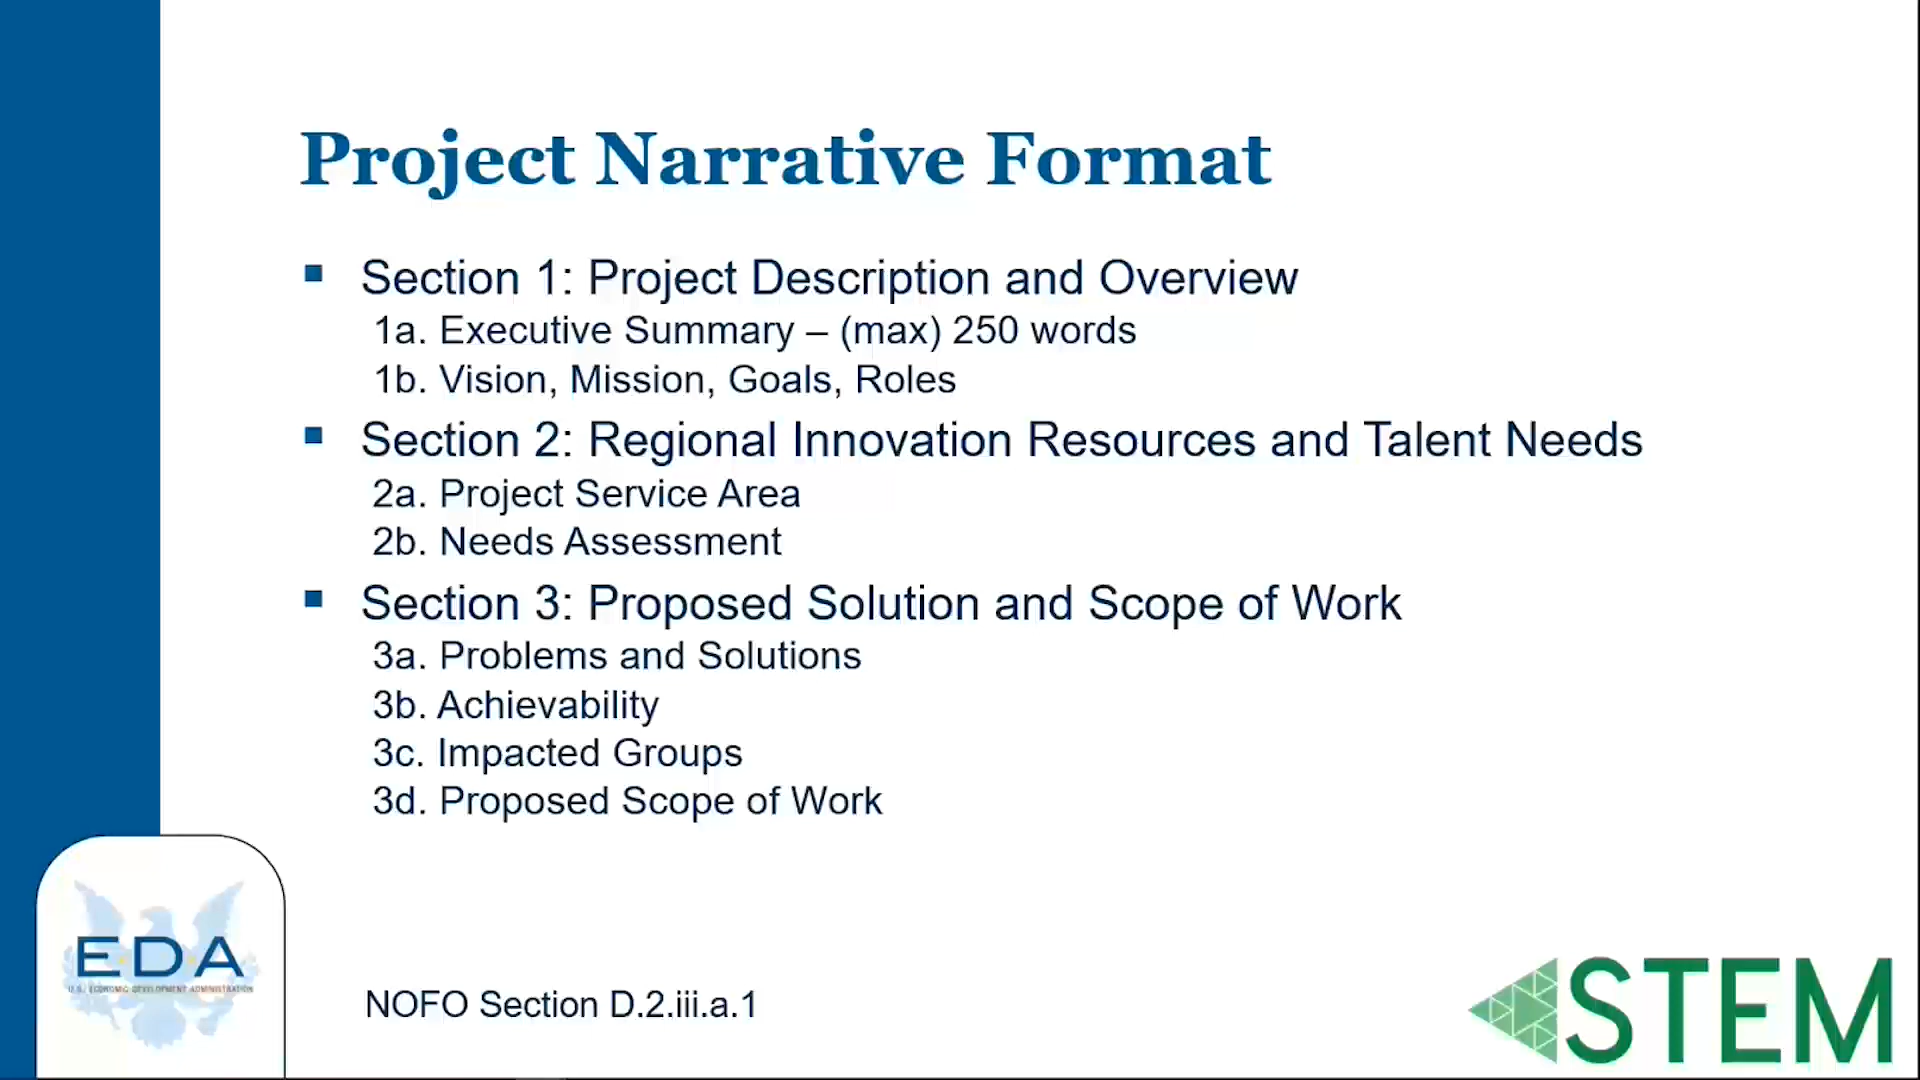 Project Narrative Format
▪ Section 1: Project Description and Overview
1a. Executive Summary – (max) 250 words
1b. Vision, Mission, Goals, Roles
▪ Section 2: Regional Innovation Resources and Talent Needs
2a. Project Service Area
2b. Needs Assessment
▪ Section 3: Proposed Solution and Scope of Work
3a. Problems and Solutions
3b. Achievability
3c. Impacted Groups
3d. Proposed Scope of Work
EDA
U.S. ECONOMIC DEVELOPMENT ADMINISTRATION
NOFO Section D.2.iii.a.1
STEM